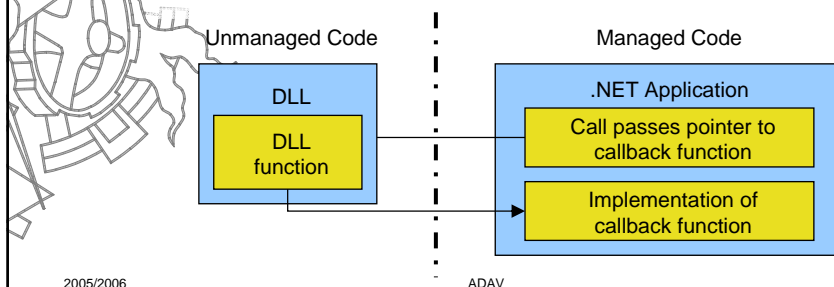 Unmanaged Code
Managed Code
DLL
DLL
function
.NET Application
Call passes pointer to
callback function
Implementation of
callback function
2005/2006
ADAV